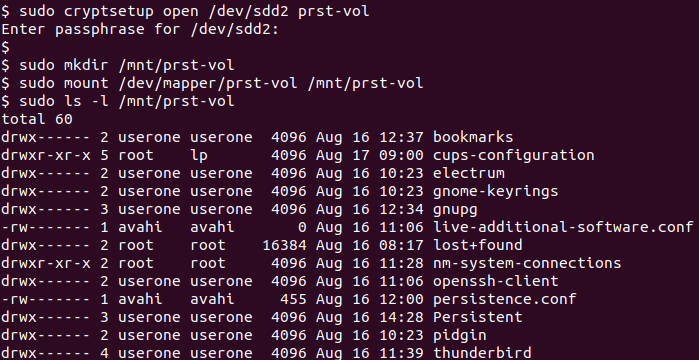 $ sudo cryptsetup open /dev/sdd2 prst-vol
Enter passphrase for /dev/sdd2:
$
$ sudo mkdir /mnt/prst-vol
$ sudo mount /dev/mapper/prst-vol /mnt/prst-vol
$ sudo ls -l /mnt/prst-vol
total 60
drwx------ 2 userone userone  4096 Aug 16 12:37 bookmarks
drwxr-xr-x 5 root    lp       4096 Aug 17 09:00 cups-configuration
drwx------ 2 userone userone  4096 Aug 16 10:23 electrum
drwx------ 2 userone userone  4096 Aug 16 10:23 gnome-keyrings
drwx------ 3 userone userone  4096 Aug 16 12:34 gnupg
-rw------- 1 avahi   avahi       0 Aug 16 11:06 live-additional-software.conf
drwx------ 2 root    root    16384 Aug 16 08:17 lost+found
drwxr-xr-x 2 root    root     4096 Aug 16 11:28 nm-system-connections
drwx------ 2 userone userone  4096 Aug 16 11:06 openssh-client
-rw------- 1 avahi   avahi     455 Aug 16 12:00 persistence.conf
drwx------ 3 userone userone  4096 Aug 16 14:28 Persistent
drwx------ 2 userone userone  4096 Aug 16 10:23 pidgin
drwx------ 4 userone userone  4096 Aug 16 11:39 thunderbird